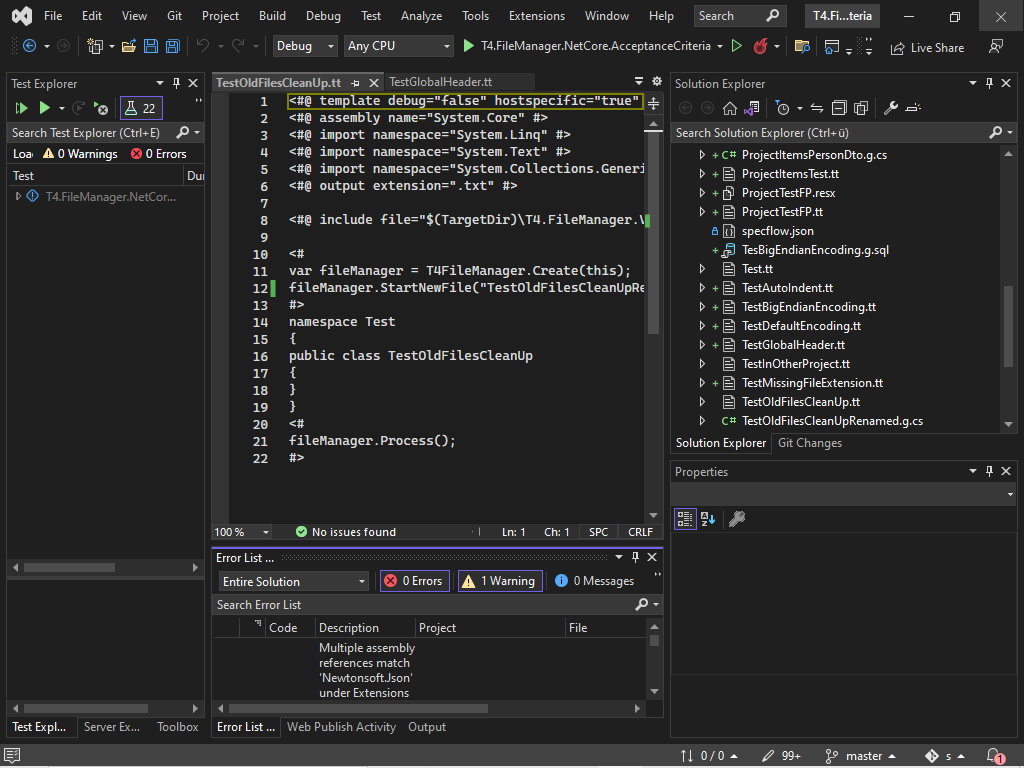 File Edit View Git Project Build Debug Test Analyze Tools Extensions Window Help Search T4.Fi...teria
Debug Any CPU T4.FileManager.NetCore.AcceptanceCriteria Live Share
Test Explorer
22
Search Test Explorer (Ctrl+E)
0 Warnings 0 Errors
Test
T4.FileManager.NetCor...
TestOldFilesCleanUp.tt TestGlobalHeader.tt
1 <#@ template debug="false" hostspecific="true"
2 <#@ assembly name="System.Core" #>
3 <#@ import namespace="System.Linq" #>
4 <#@ import namespace="System.Text" #>
5 <#@ import namespace="System.Collections.Generi
6 <#@ output extension=".txt" #>
7
8 <#@ include file="$(TargetDir)\T4.FileManager.V
9
10 <#
11 var fileManager = T4FileManager.Create(this);
12 fileManager.StartNewFile("TestOldFilesCleanUpRe
13 #>
14 namespace Test
15 {
16 public class TestOldFilesCleanUp
17 {
18 }
19 }
20 <#
21 fileManager.Process();
22 #>
100 % No issues found Ln: 1 Ch: 1 SPC CRLF
Error List ...
Entire Solution 0 Errors 1 Warning 0 Messages
Search Error List
Code Description Project File
Multiple assembly
references match
'Newtonsoft.Json'
under Extensions
Test Expl... Server Ex... Toolbox
Error List ... Web Publish Activity Output
Solution Explorer
Search Solution Explorer (Ctrl+ü)
C# ProjectItemsPersonDto.g.cs
ProjectItemsTest.tt
ProjectTestFP.resx
ProjectTestFP.tt
specflow.json
TesBigEndianEncoding.g.sql
Test.tt
TestAutoIndent.tt
TestBigEndianEncoding.tt
TestDefaultEncoding.tt
TestGlobalHeader.tt
TestInOtherProject.tt
TestMissingFileExtension.tt
TestOldFilesCleanUp.tt
C# TestOldFilesCleanUpRenamed.g.cs
Solution Explorer Git Changes
Properties
0 / 0 99+ master s 1